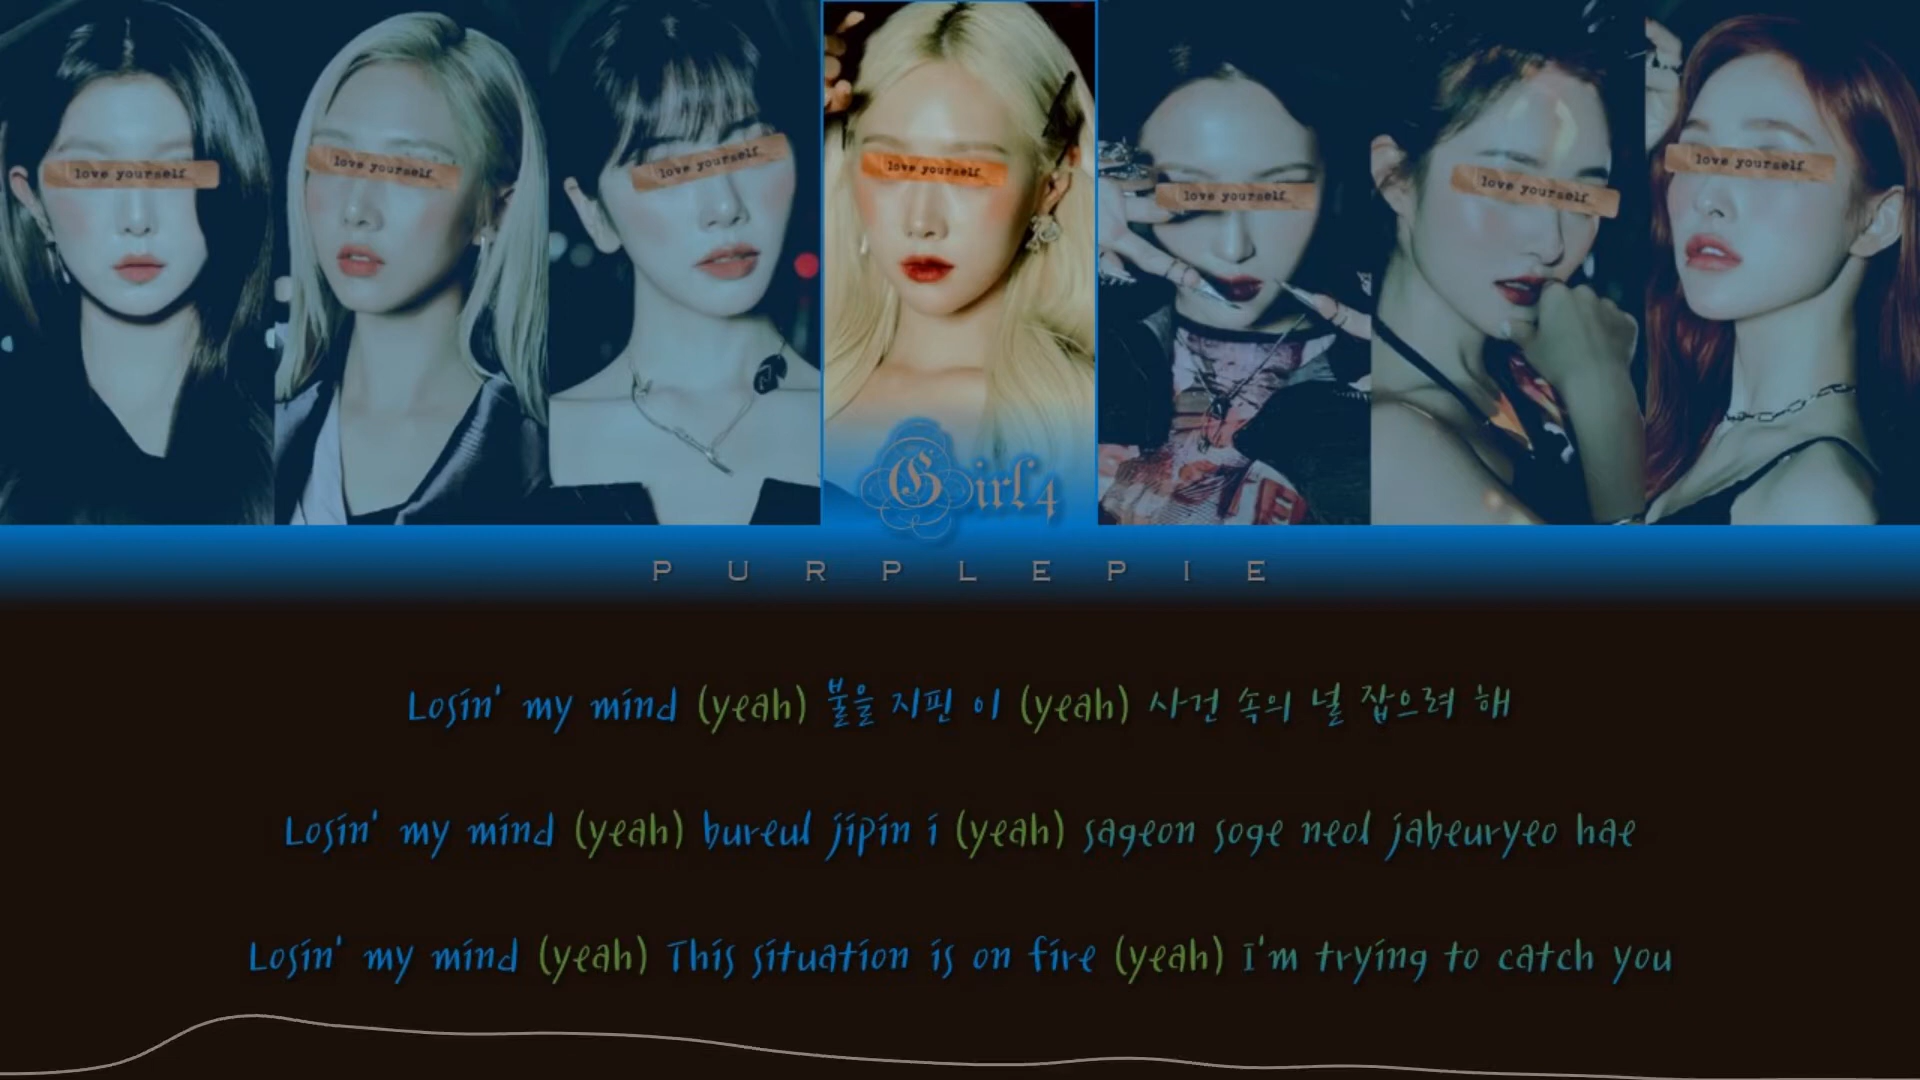 love yourself
love yourself
love yourself
love yourself
love yourself
love yourself
love yourself
Girl4
PURPLEPIE
Losin' my mind (yeah) 불을 지핀 이 (yeah) 사건 속의 널 잡으려 해
Losin' my mind (yeah) bureul jipin i (yeah) sageon soge neol jabeuryeo hae
Losin' my mind (yeah) This situation is on fire (yeah) I'm trying to catch you